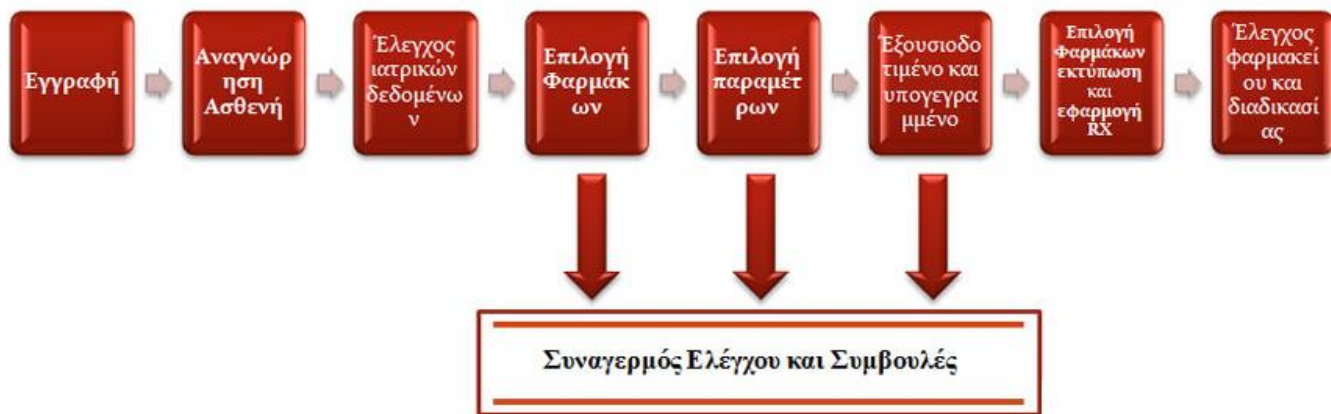 Εγγραφή
Αναγνώρ
ηση
Ασθενή
Έλεγχος
ιατρικών
δεδομένω
ν
Επιλογή
Φαρμάκ
ων
Επιλογή
παραμέτ
ρων
Έξουσιοδο
τιμένο και
υπογεγρα
μμένο
Επιλογή
Φαρμάκων
εκτύπωση
και
εφαρμογή
RX
Έλεγχος
φαρμακεί
ου και
διαδικασί
ας
Συναγερμός Ελέγχου και Συμβουλές